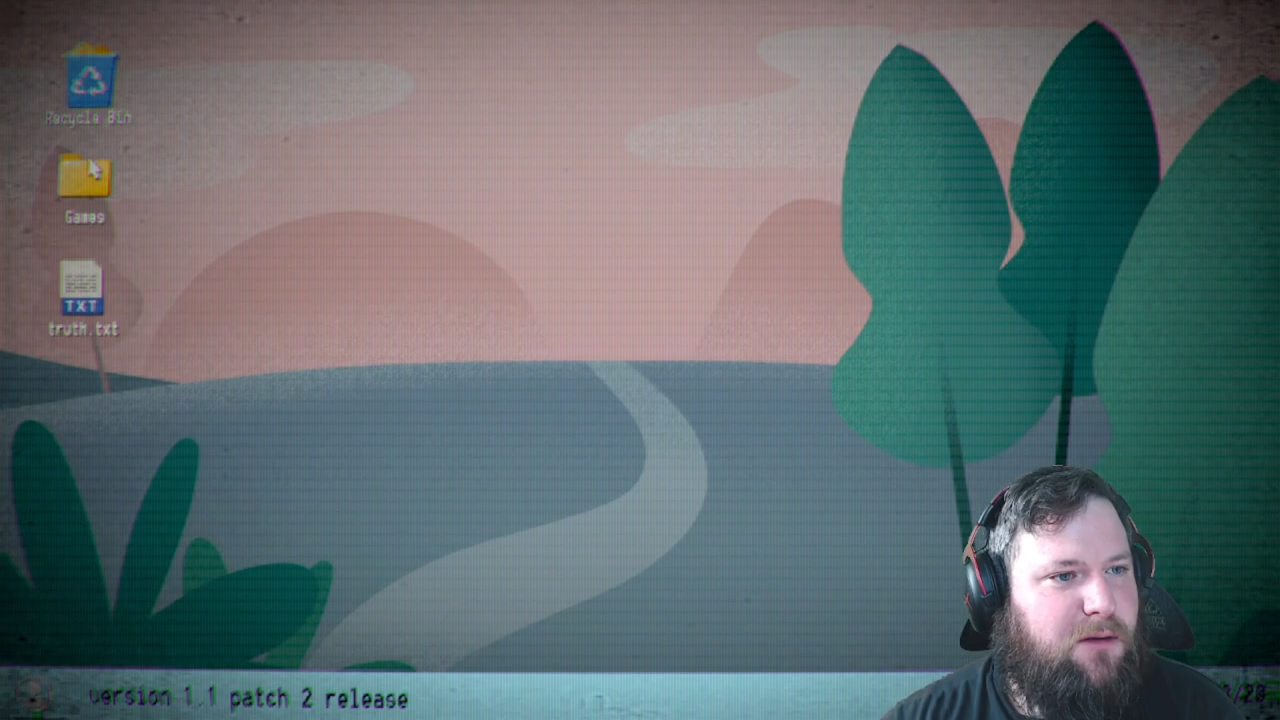 Recycle Bin
Games
TXT
truth.txt
version 1.1 patch 2 release